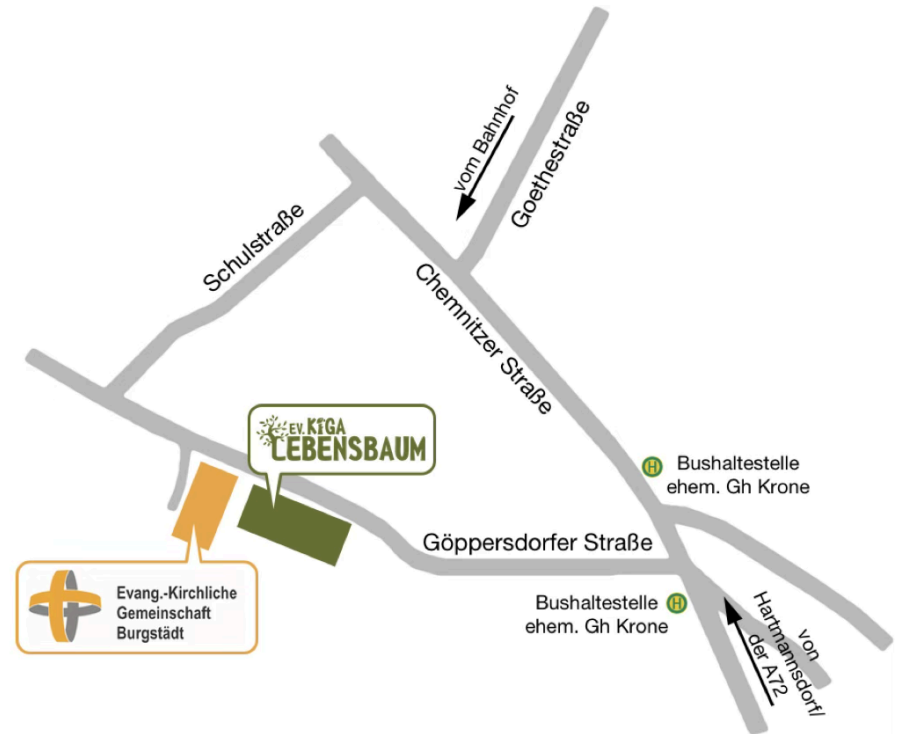 vom Bahnhof
Goethestraße
Schulstraße
Chemnitzer Straße
EV. KIGA
LEBENSBAUM
H
Bushaltestelle
ehem. Gh Krone
Göppersdorfer Straße
Evang.-Kirchliche
Gemeinschaft
Burgstädt
Bushaltestelle
H
ehem. Gh Krone
von
Hartmannsdorf/
der A72